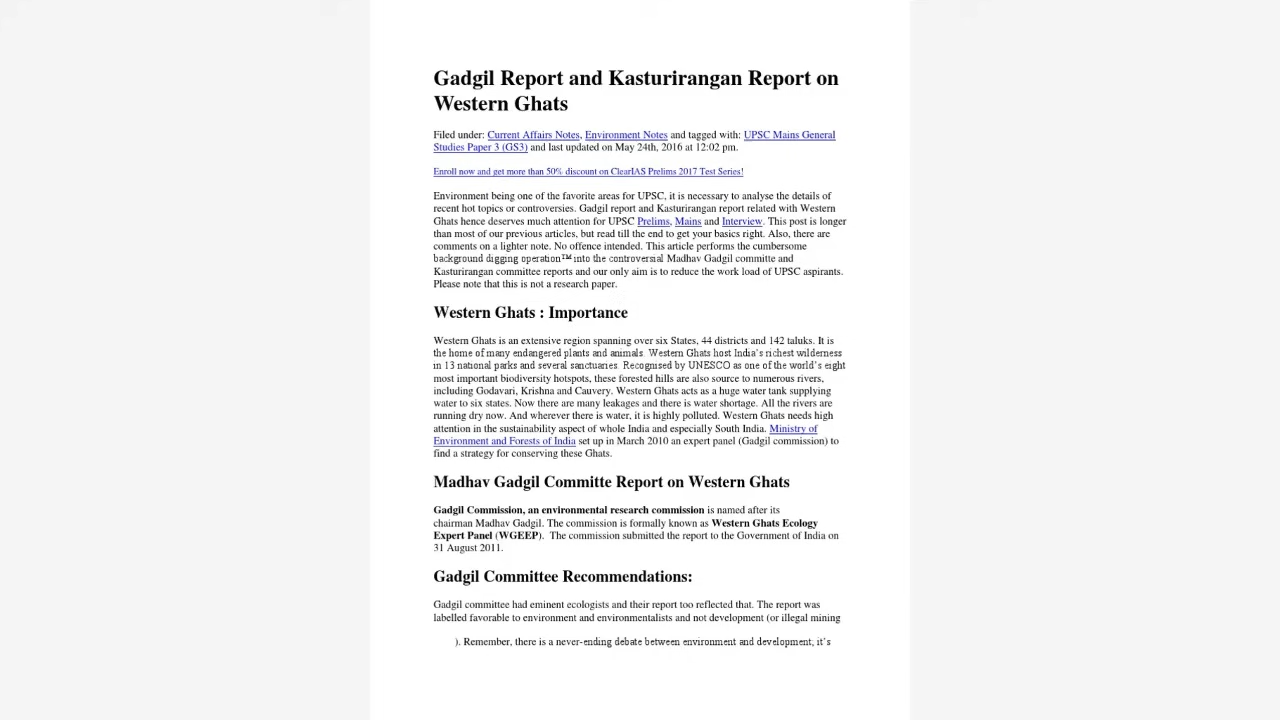 Gadgil Report and Kasturirangan Report on
Western Ghats
Filed under: Current Affairs Notes, Environment Notes and tagged with: UPSC Mains General
Studies Paper 3 (GS3) and last updated on May 24th, 2016 at 12:02 pm.
Enroll now and get more than 50% discount on ClearIAS Prelims 2017 Test Series!
Environment being one of the favorite areas for UPSC, it is necessary to analyse the details of
recent hot topics or controversies. Gadgil report and Kasturirangan report related with Western
Ghats hence deserves much attention for UPSC Prelims, Mains and Interview. This post is longer
than most of our previous articles, but read till the end to get your basics right. Also, there are
comments on a lighter note. No offence intended. This article performs the cumbersome
background digging operation™ into the controversial Madhav Gadgil committe and
Kasturirangan committee reports and our only aim is to reduce the work load of UPSC aspirants.
Please note that this is not a research paper.
Western Ghats : Importance
Western Ghats is an extensive region spanning over six States, 44 districts and 142 taluks. It is
the home of many endangered plants and animals. Western Ghats host India's richest wilderness
in 13 national parks and several sanctuaries. Recognised by UNESCO as one of the world's eight
most important biodiversity hotspots, these forested hills are also source to numerous rivers,
including Godavari, Krishna and Cauvery. Western Ghats acts as a huge water tank supplying
water to six states. Now there are many leakages and there is water shortage. All the rivers are
running dry now. And wherever there is water, it is highly polluted. Western Ghats needs high
attention in the sustainability aspect of whole India and especially South India. Ministry of
Environment and Forests of India set up in March 2010 an expert panel (Gadgil commission) to
find a strategy for conserving these Ghats.
Madhav Gadgil Committe Report on Western Ghats
Gadgil Commission, an environmental research commission is named after its
chairman Madhav Gadgil. The commission is formally known as Western Ghats Ecology
Expert Panel (WGEEP).  The commission submitted the report to the Government of India on
31 August 2011.
Gadgil Committee Recommendations:
Gadgil committee had eminent ecologists and their report too reflected that. The report was
labelled favorable to environment and environmentalists and not development (or illegal mining
). Remember, there is a never-ending debate between environment and development; it's